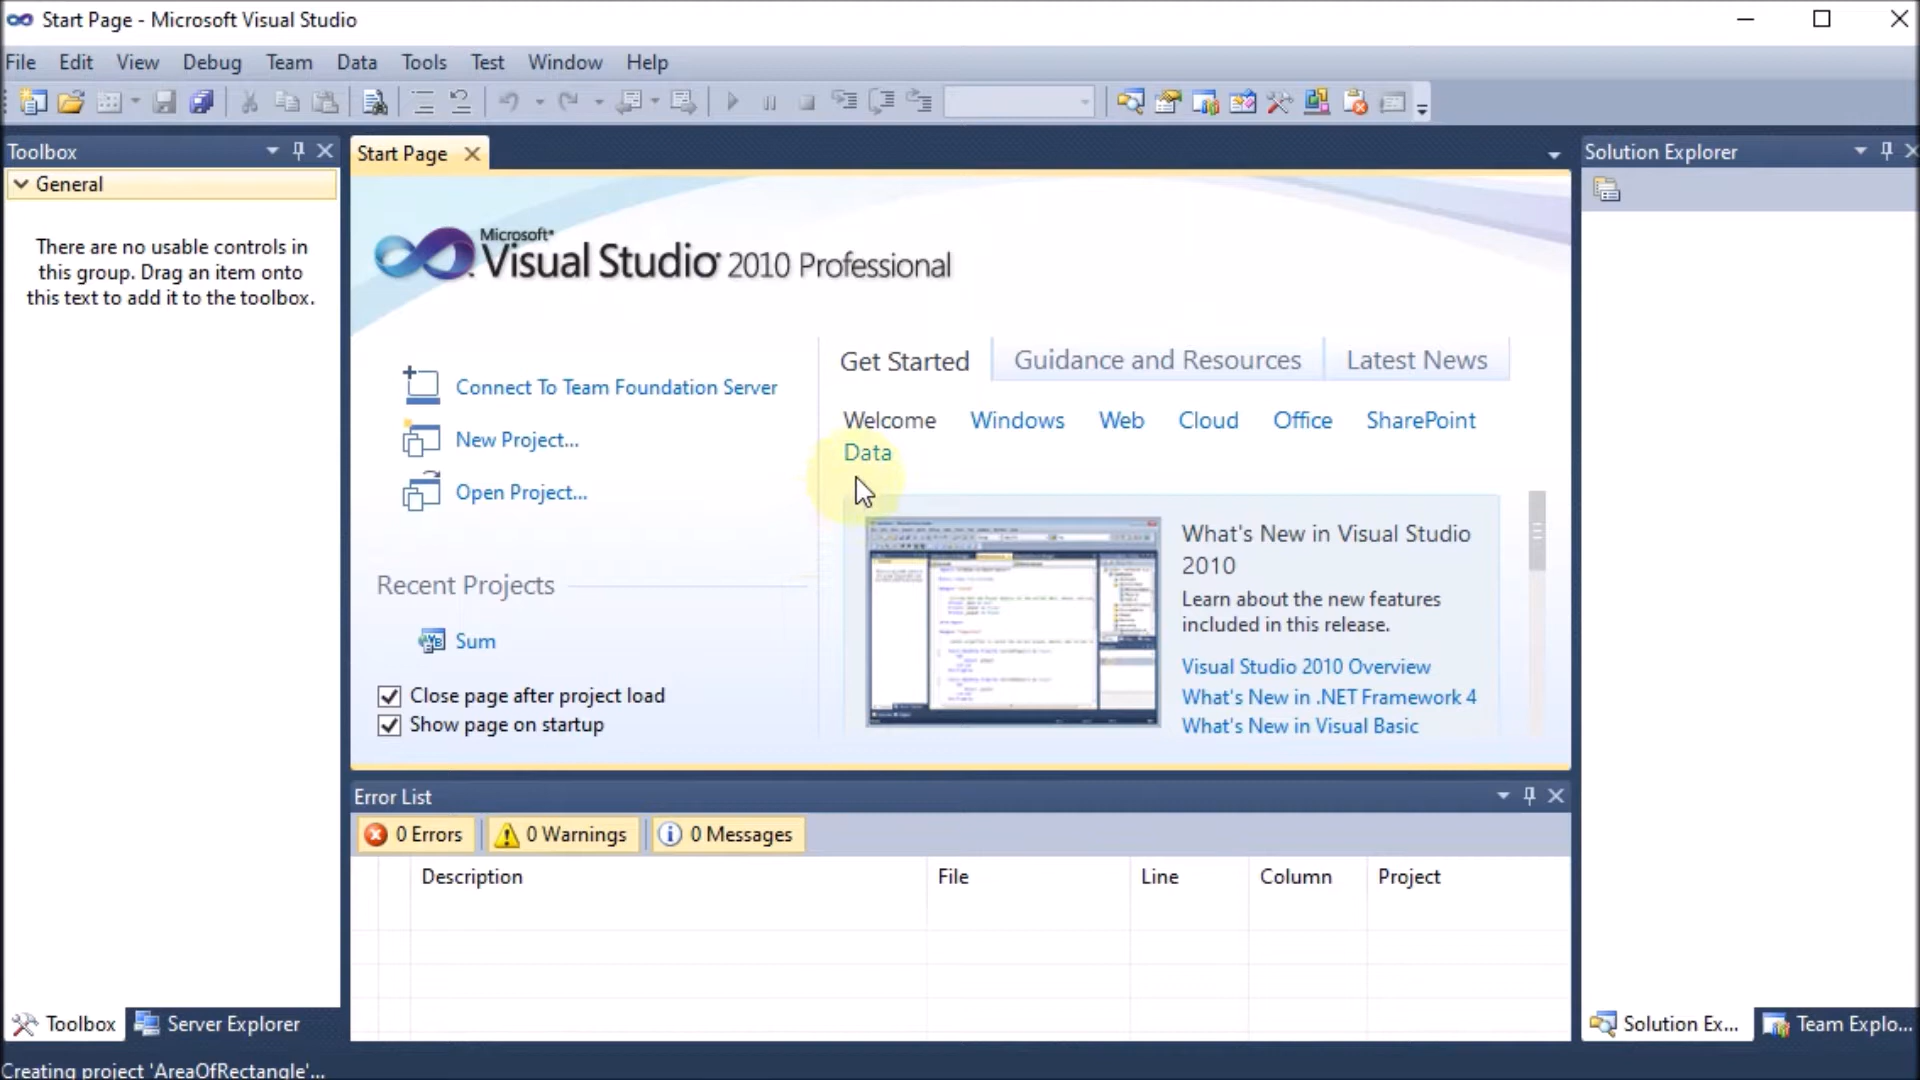 Start Page - Microsoft Visual Studio
File Edit View Debug Team Data Tools Test Window Help
Toolbox
General
There are no usable controls in
this group. Drag an item onto
this text to add it to the toolbox.
Start Page
Microsoft®
Visual Studio® 2010 Professional
Connect To Team Foundation Server
New Project...
Open Project...
Recent Projects
Sum
Close page after project load
Show page on startup
Get Started Guidance and Resources Latest News
Welcome Windows Web Cloud Office SharePoint
Data
What's New in Visual Studio
2010
Learn about the new features
included in this release.
Visual Studio 2010 Overview
What's New in .NET Framework 4
What's New in Visual Basic
Solution Explorer
Error List
0 Errors 0 Warnings 0 Messages
Description File Line Column Project
Toolbox Server Explorer
Solution Ex... Team Explo...
Creating project 'AreaOfRectangle'...